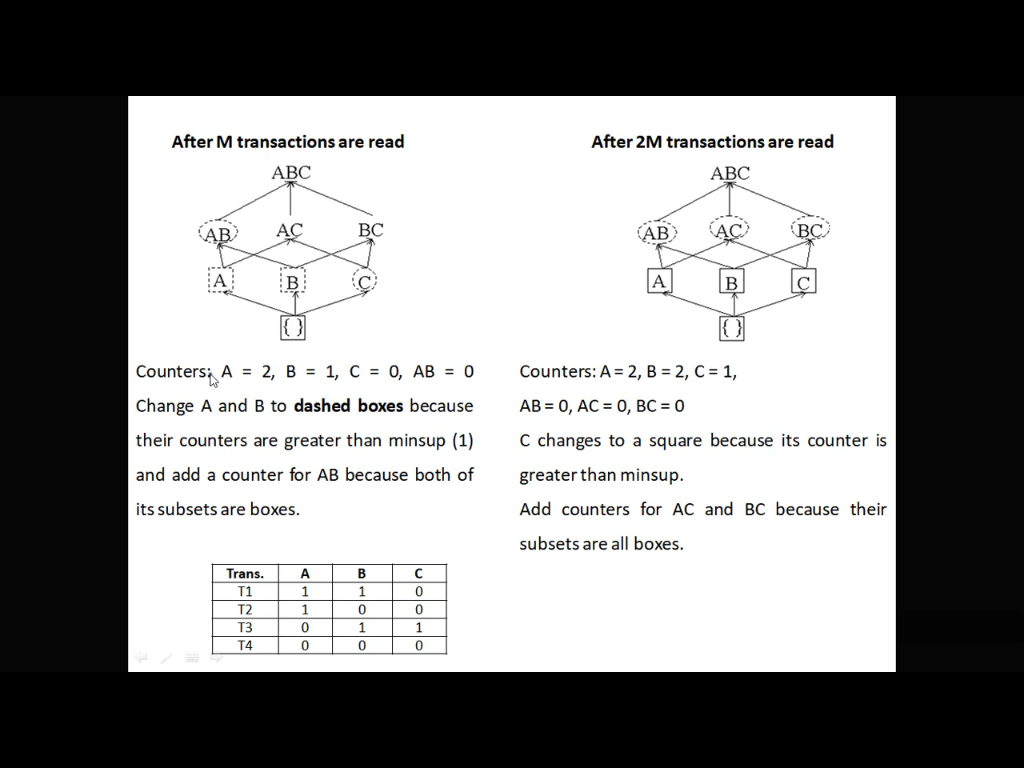 After M transactions are read
ABC
AB AC BC
A B C
{}
Counters: A = 2, B = 1, C = 0, AB = 0
Change A and B to dashed boxes because
their counters are greater than minsup (1)
and add a counter for AB because both of
its subsets are boxes.
Trans. A B C
T1 1 1 0
T2 1 0 0
T3 0 1 1
T4 0 0 0
After 2M transactions are read
ABC
AB AC BC
A B C
{}
Counters: A = 2, B = 2, C = 1,
AB = 0, AC = 0, BC = 0
C changes to a square because its counter is
greater than minsup.
Add counters for AC and BC because their
subsets are all boxes.